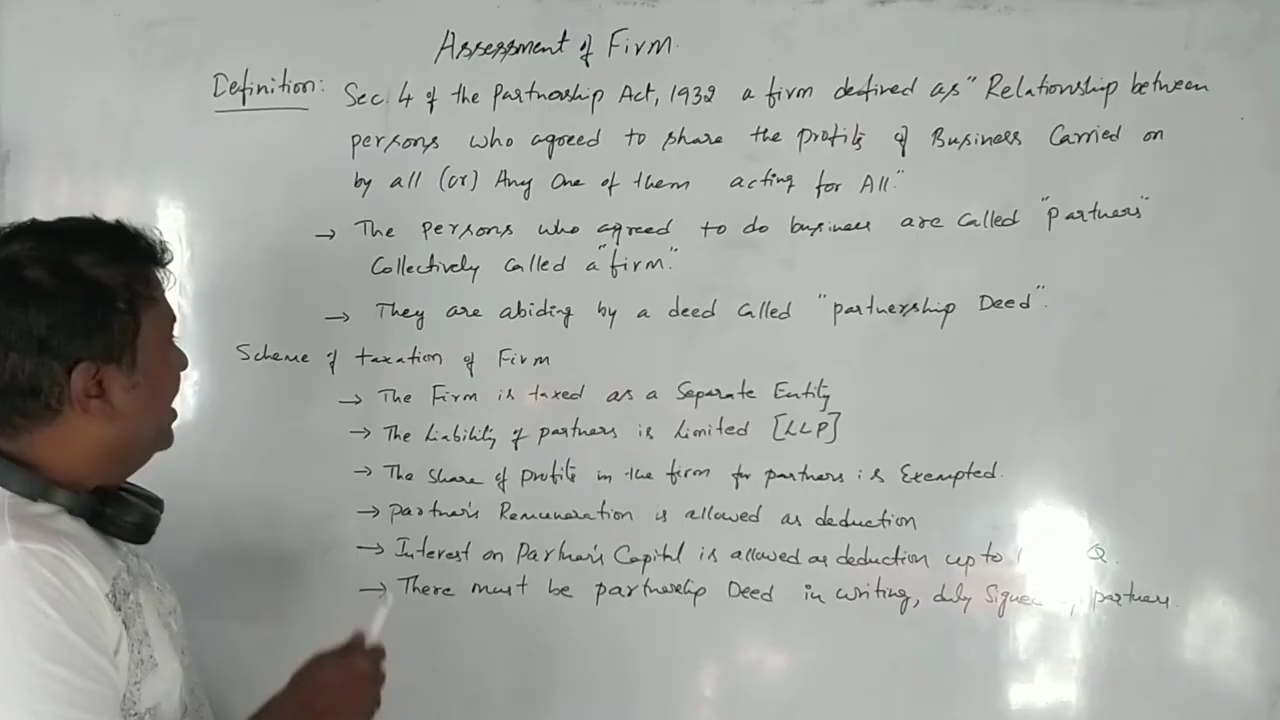 Assessment of Firm.
Definition: Sec. 4 of the Partnership Act, 1932 a firm defined as "Relationship between
persons who agreed to share the profits of Business Carried on
by all (or) Any One of them acting for All."
→ The persons who agreed to do business are called "partners"
Collectively called a "firm."
→ They are abiding by a deed called "partnership Deed".
Scheme of taxation of Firm
→ The Firm is taxed as a Separate Entity
→ The Liability of partners is Limited [LLP]
→ The Share of profits in the firm for partners is Exempted.
→ Partner's Remuneration is allowed as deduction
→ Interest on Partner's Capital is allowed as deduction up to
→ There must be partnership Deed in writing, duly partners.